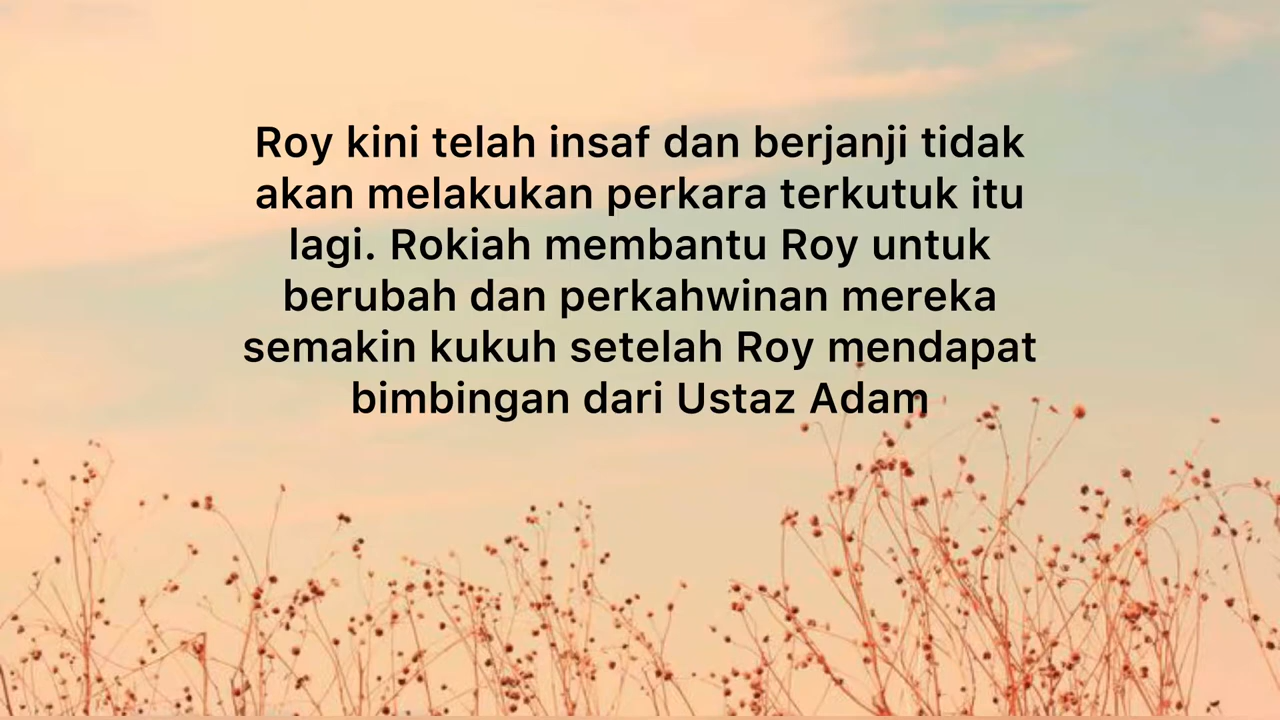 Roy kini telah insaf dan berjanji tidak
akan melakukan perkara terkutuk itu
lagi. Rokiah membantu Roy untuk
berubah dan perkahwinan mereka
semakin kukuh setelah Roy mendapat
bimbingan dari Ustaz Adam